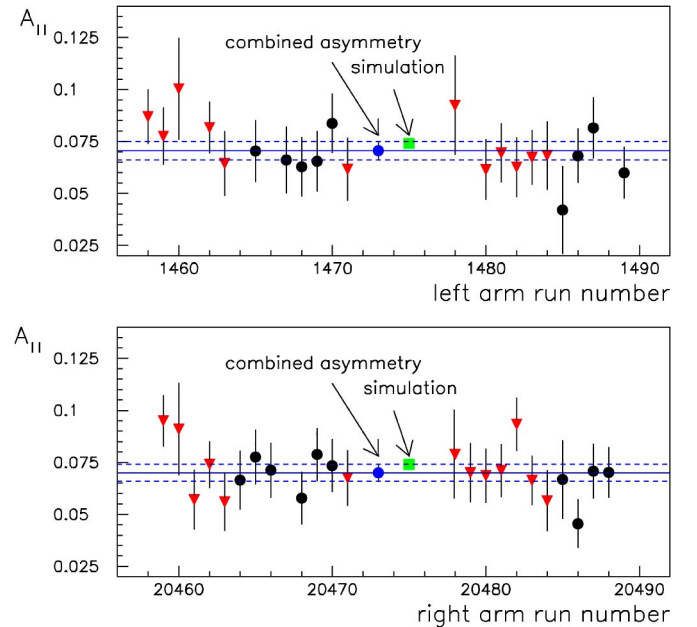 A||
0.125
combined asymmetry
simulation
0.1
0.075
0.05
0.025
1460 1470 1480 1490
left arm run number
A||
0.125
combined asymmetry
simulation
0.1
0.075
0.05
0.025
20460 20470 20480 20490
right arm run number